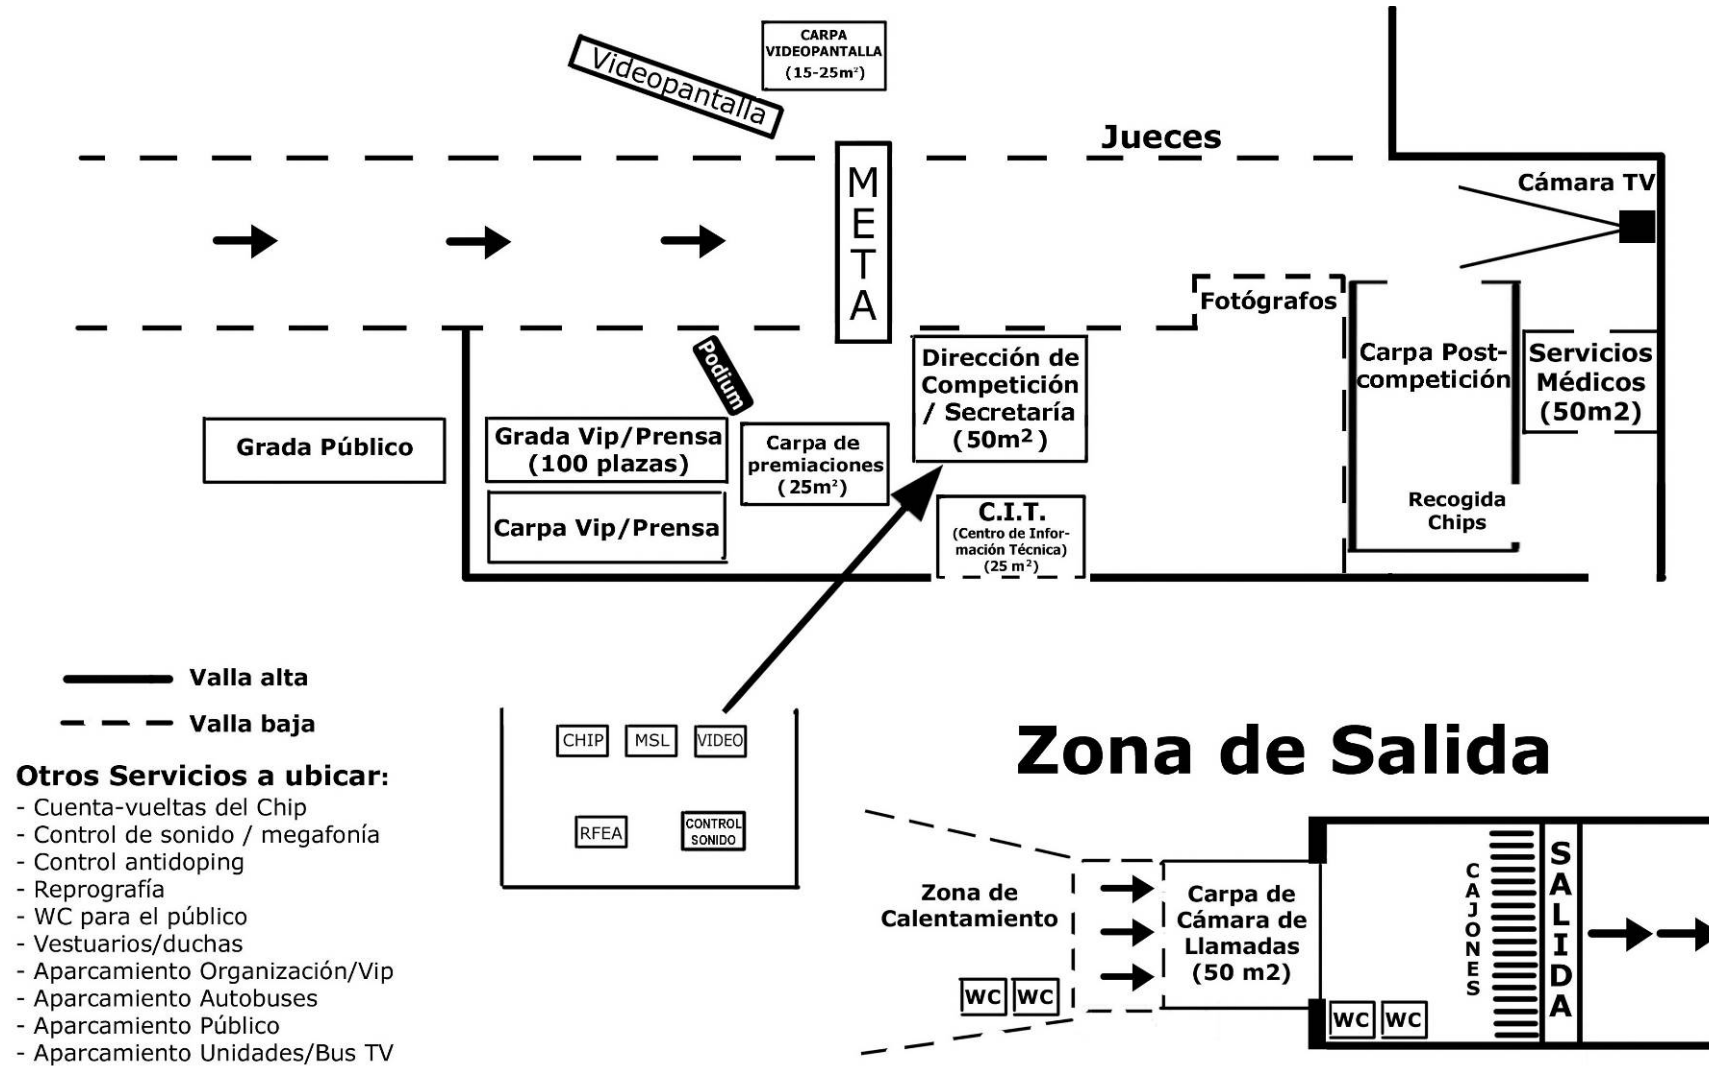 CARPA
VIDEOPANTALLA
(15-25m²)
Videopantalla
Jueces
META
Cámara TV
Fotógrafos
Podium
Dirección de
Competición
/ Secretaría
(50m²)
Carpa Post-
competición
Servicios
Médicos
(50m2)
Grada Público
Grada Vip/Prensa
(100 plazas)
Carpa de
premiaciones
(25m²)
Carpa Vip/Prensa
C.I.T.
(Centro de Infor-
mación Técnica)
(25 m²)
Recogida
Chips
Valla alta
Valla baja
CHIP
MSL
VIDEO
RFEA
CONTROL
SONIDO
Otros Servicios a ubicar:
- Cuenta-vueltas del Chip
- Control de sonido / megafonía
- Control antidoping
- Reprografía
- WC para el público
- Vestuarios/duchas
- Aparcamiento Organización/Vip
- Aparcamiento Autobuses
- Aparcamiento Público
- Aparcamiento Unidades/Bus TV
Zona de Salida
Zona de
Calentamiento
WC
WC
Carpa de
Cámara de
Llamadas
(50 m2)
CAJONES
SALIDA
WC
WC